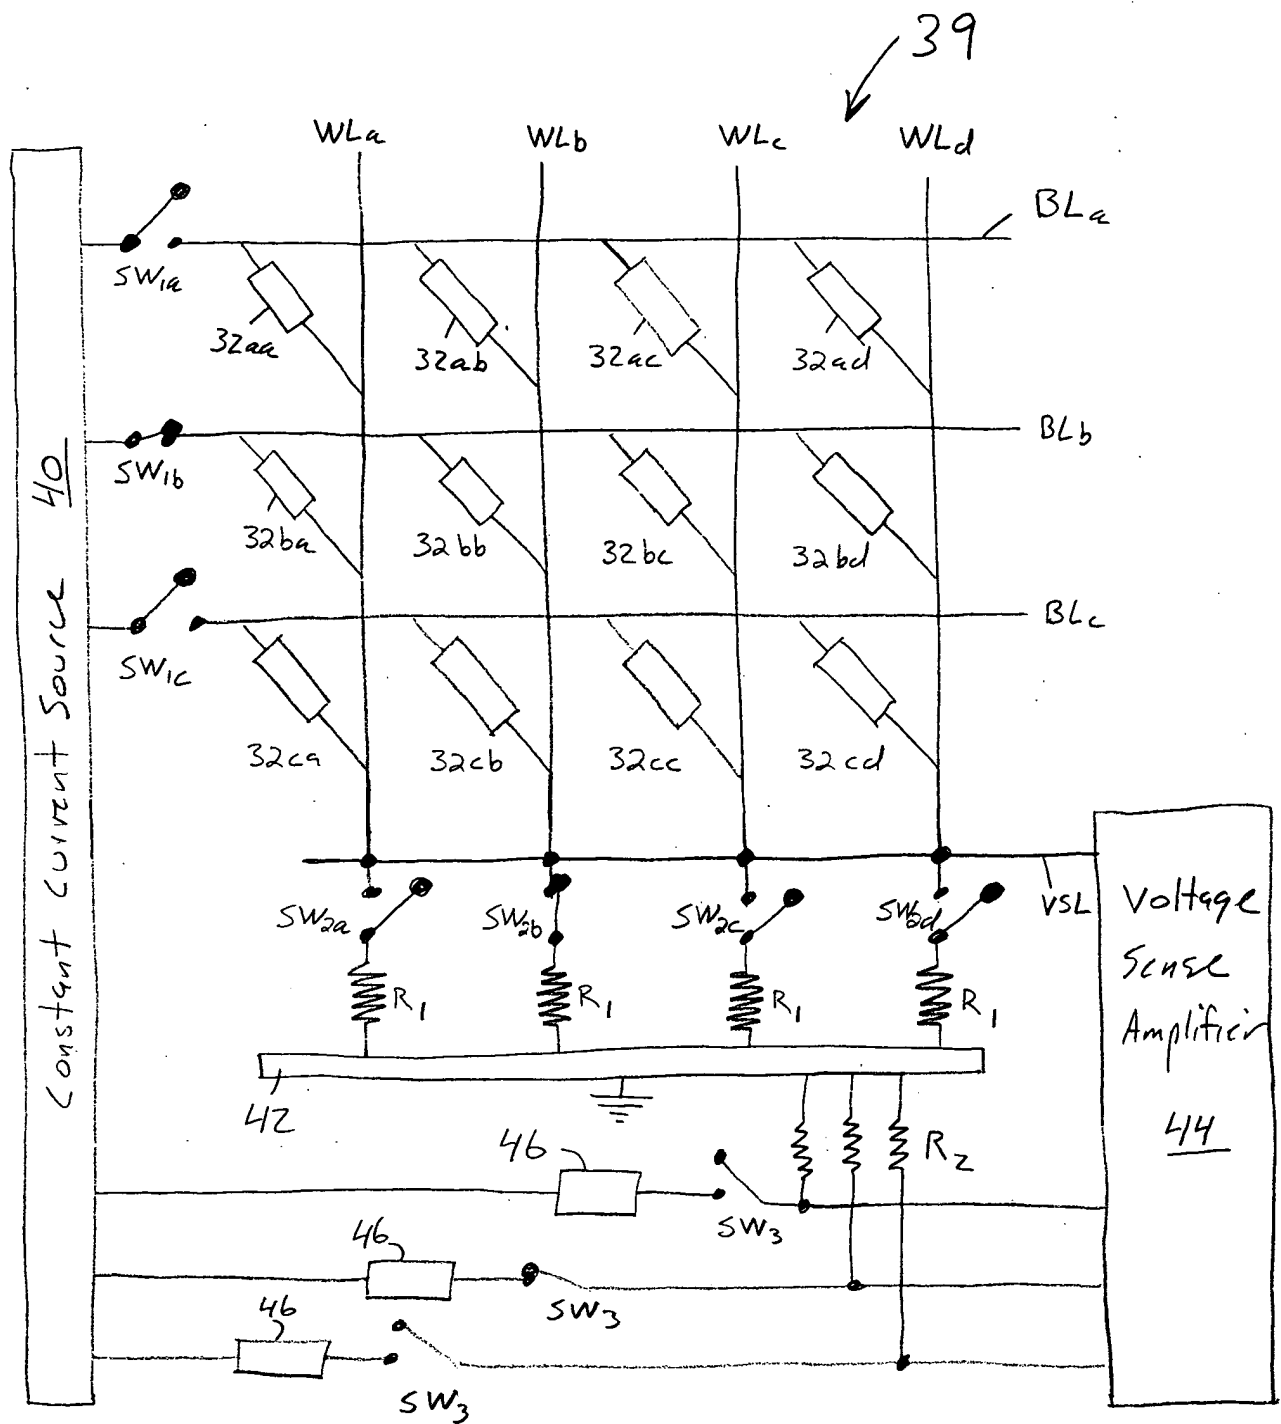 39
WLa
WLb
WLc
WLd
BLa
SW1a
32aa
32ab
32ac
32ad
BLb
SW1b
32ba
32bb
32bc
32bd
BLc
SW1c
32ca
32cb
32cc
32cd
Constant Current Source 40
SW2a
SW2b
SW2c
SW2d
VSL
R1
R1
R1
R1
Voltage
Sense
Amplifier
44
42
R2
46
SW3
46
SW3
46
SW3